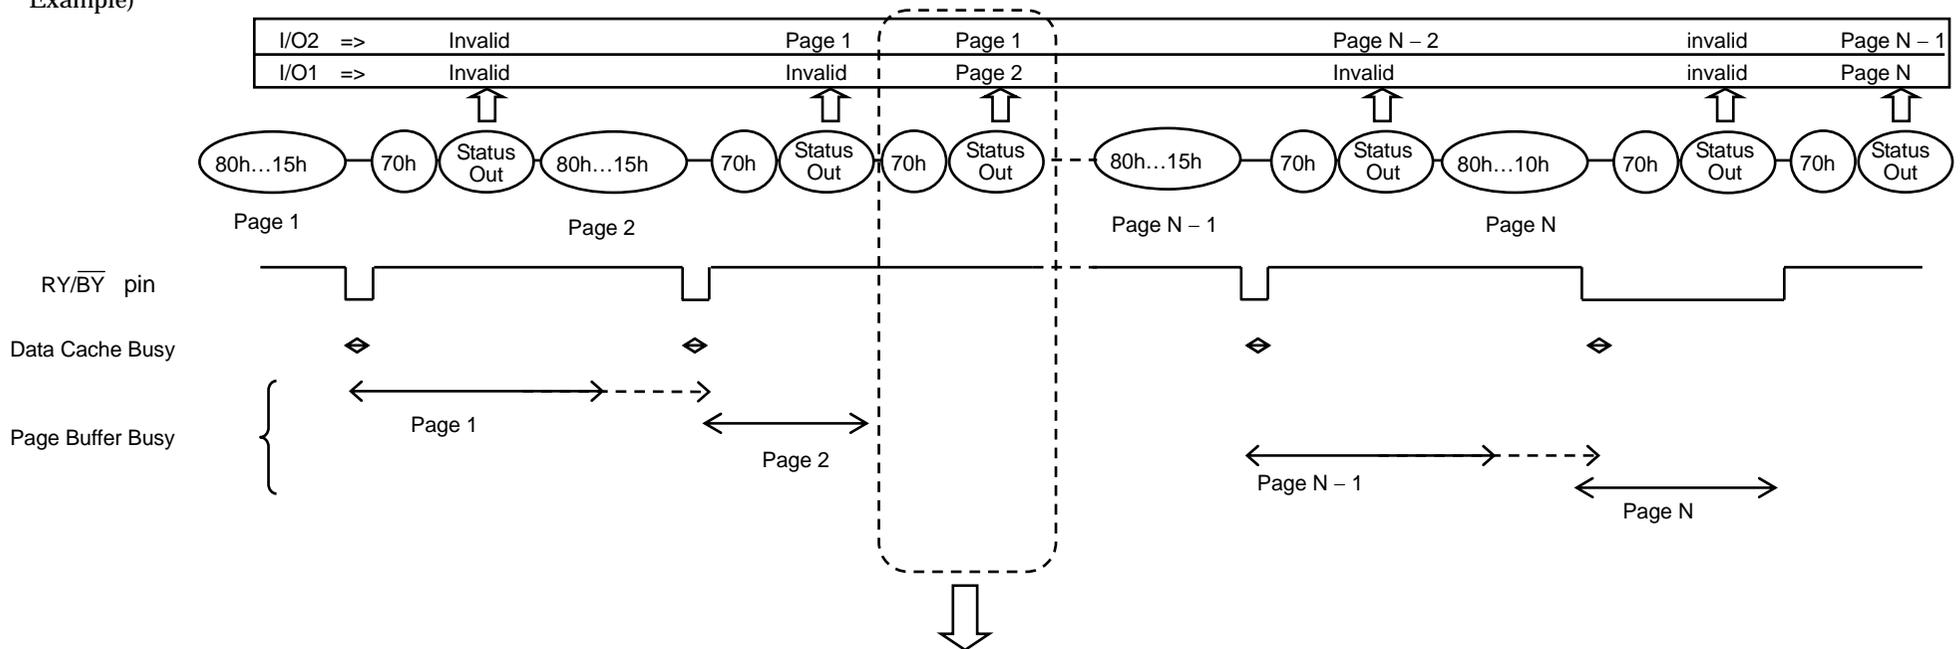 Example)
I/O2 => Invalid Page 1 Page 1 Page N − 2 invalid Page N − 1
I/O1 => Invalid Invalid Page 2 Invalid invalid Page N
80h…15h 70h Status Out 80h…15h 70h Status Out 70h Status Out 80h…15h 70h Status Out 80h…10h 70h Status Out 70h Status Out
Page 1 Page 2 Page N − 1 Page N
RY/B̅Y̅ pin
Data Cache Busy
Page 1
Page Buffer Busy
Page 2
Page N − 1
Page N